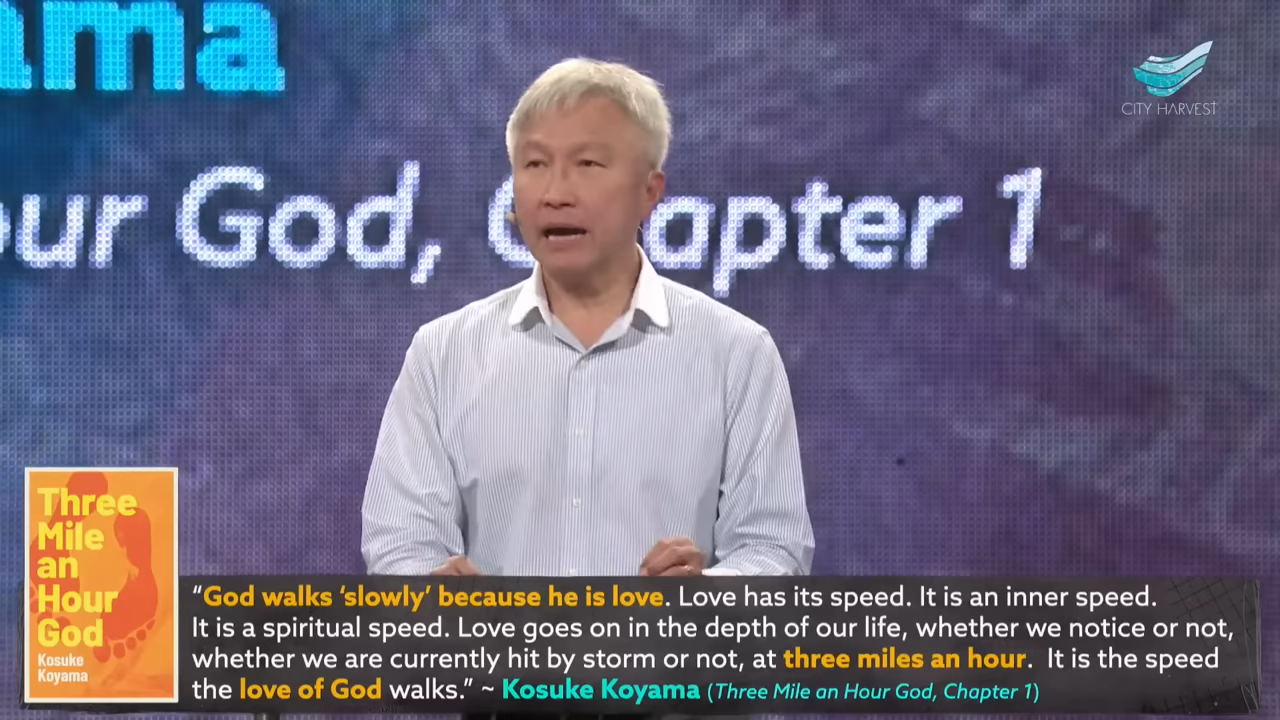 ama
our God, Chapter 1
CITY HARVEST
Three
Mile
an
Hour
God
Kosuke
Koyama
“God walks ‘slowly’ because he is love. Love has its speed. It is an inner speed.
It is a spiritual speed. Love goes on in the depth of our life, whether we notice or not,
whether we are currently hit by storm or not, at three miles an hour. It is the speed
the love of God walks.” ~ Kosuke Koyama (Three Mile an Hour God, Chapter 1)